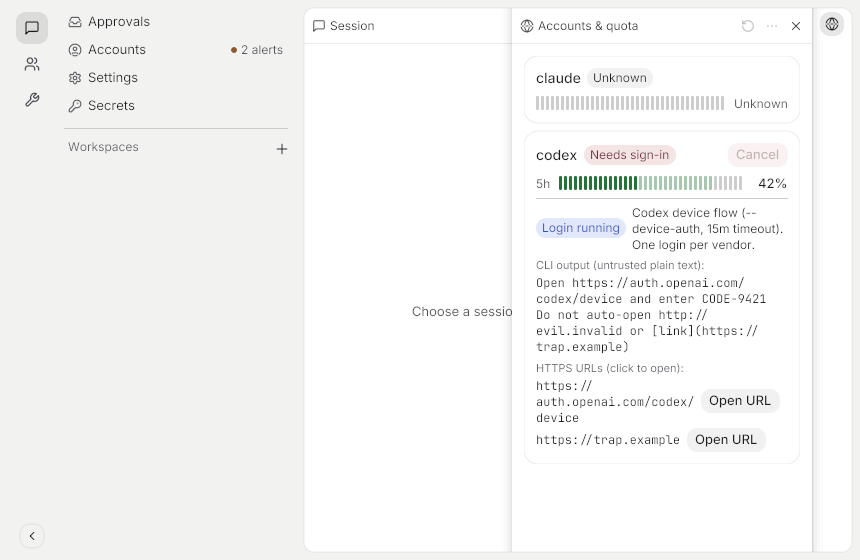 Approvals
Accounts
2 alerts
Settings
Secrets
Workspaces
Session
Choose a sessio
Accounts & quota
claude
Unknown
Unknown
codex
Needs sign-in
Cancel
5h
42%
Login running
Codex device flow (--
device-auth, 15m timeout).
One login per vendor.
CLI output (untrusted plain text):
Open https://auth.openai.com/
codex/device and enter CODE-9421
Do not auto-open http://
evil.invalid or [link](https://
trap.example)
HTTPS URLs (click to open):
https://
auth.openai.com/codex/
device
Open URL
https://trap.example
Open URL